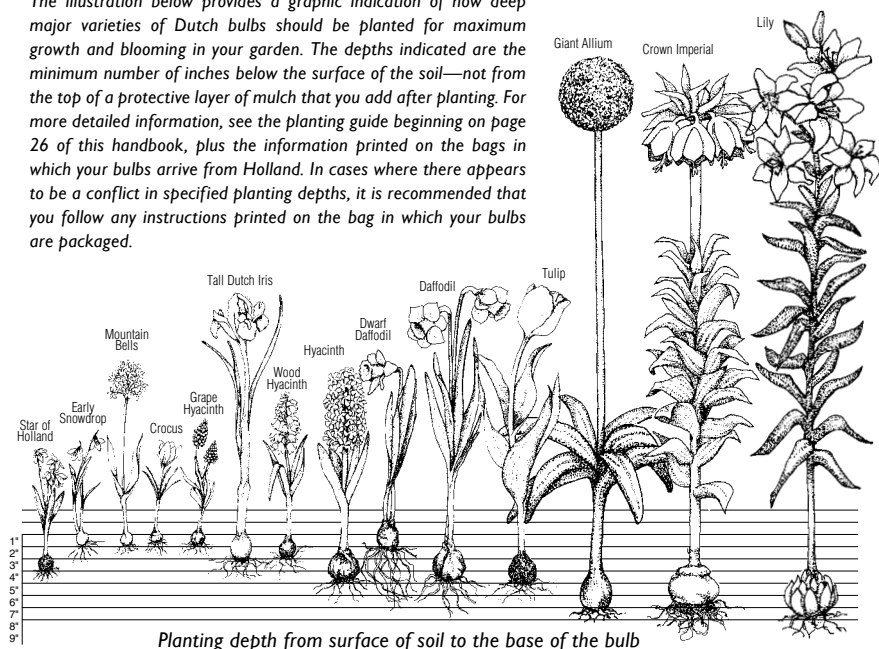 The illustration below provides a graphic indication of how deep
major varieties of Dutch bulbs should be planted for maximum
growth and blooming in your garden. The depths indicated are the
minimum number of inches below the surface of the soil—not from
the top of a protective layer of mulch that you add after planting. For
more detailed information, see the planting guide beginning on page
26 of this handbook, plus the information printed on the bags in
which your bulbs arrive from Holland. In cases where there appears
to be a conflict in specified planting depths, it is recommended that
you follow any instructions printed on the bag in which your bulbs
are packaged.
Giant Allium
Crown Imperial
Lily
Tall Dutch Iris
Daffodil
Tulip
Mountain
Bells
Hyacinth
Dwarf
Daffodil
Wood
Hyacinth
Star of
Holland
Early
Snowdrop
Crocus
Grape
Hyacinth
1"
2"
3"
4"
5"
6"
7"
8"
9"
Planting depth from surface of soil to the base of the bulb